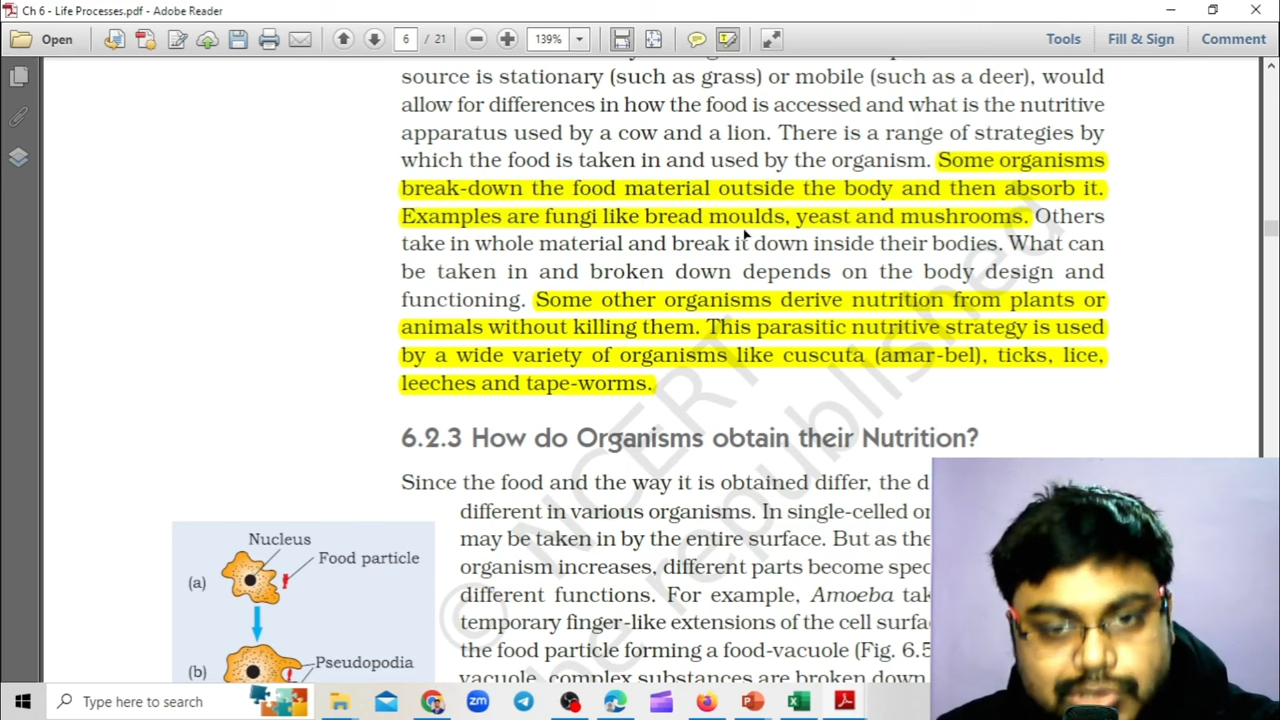 Ch 6 - Life Processes.pdf - Adobe Reader
Open 6 / 21 139% Tools Fill & Sign Comment
source is stationary (such as grass) or mobile (such as a deer), would
allow for differences in how the food is accessed and what is the nutritive
apparatus used by a cow and a lion. There is a range of strategies by
which the food is taken in and used by the organism. Some organisms
break-down the food material outside the body and then absorb it.
Examples are fungi like bread moulds, yeast and mushrooms. Others
take in whole material and break it down inside their bodies. What can
be taken in and broken down depends on the body design and
functioning. Some other organisms derive nutrition from plants or
animals without killing them. This parasitic nutritive strategy is used
by a wide variety of organisms like cuscuta (amar-bel), ticks, lice,
leeches and tape-worms.
6.2.3 How do Organisms obtain their Nutrition?
Since the food and the way it is obtained differ, the d
different in various organisms. In single-celled or
may be taken in by the entire surface. But as the
organism increases, different parts become spec
different functions. For example, Amoeba tak
temporary finger-like extensions of the cell surfa
the food particle forming a food-vacuole (Fig. 6.5
vacuole, complex substances are broken down
Nucleus
Food particle
(a)
(b)
Pseudopodia
© NCERT
be republished
Type here to search
zm